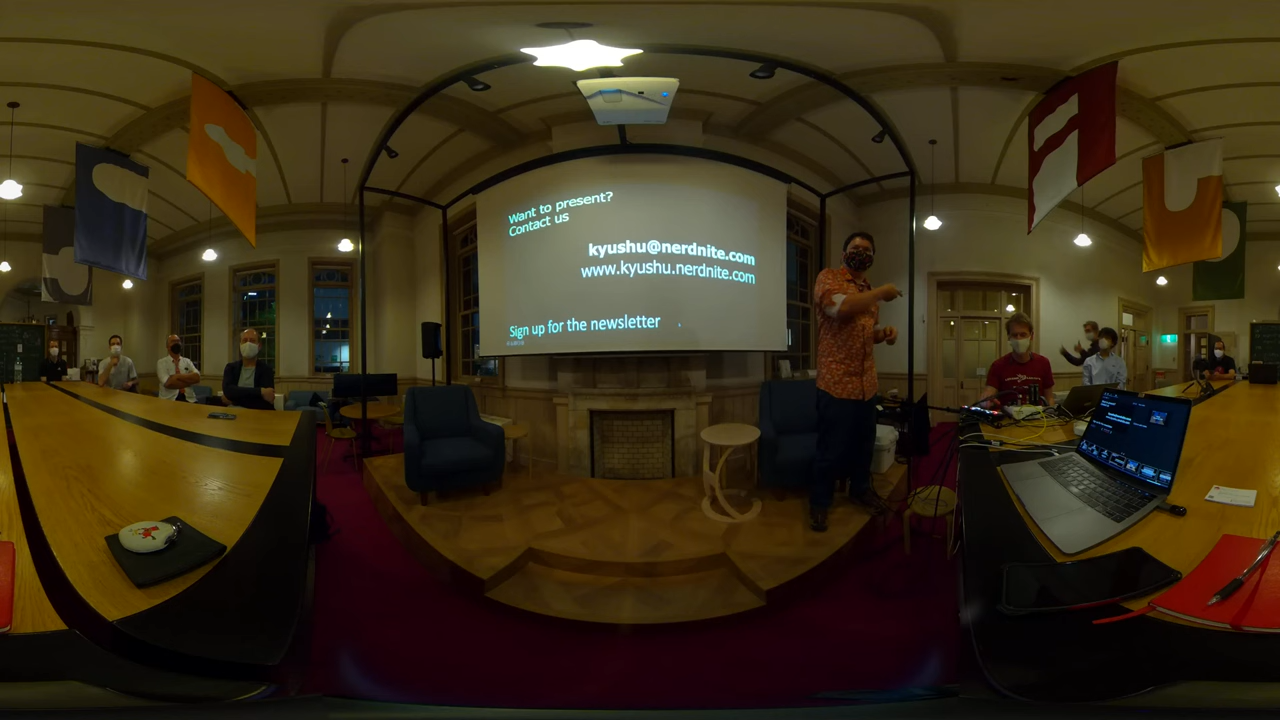 Want to present?
Contact us
kyushu@nerdnite.com
www.kyushu.nerdnite.com
Sign up for the newsletter